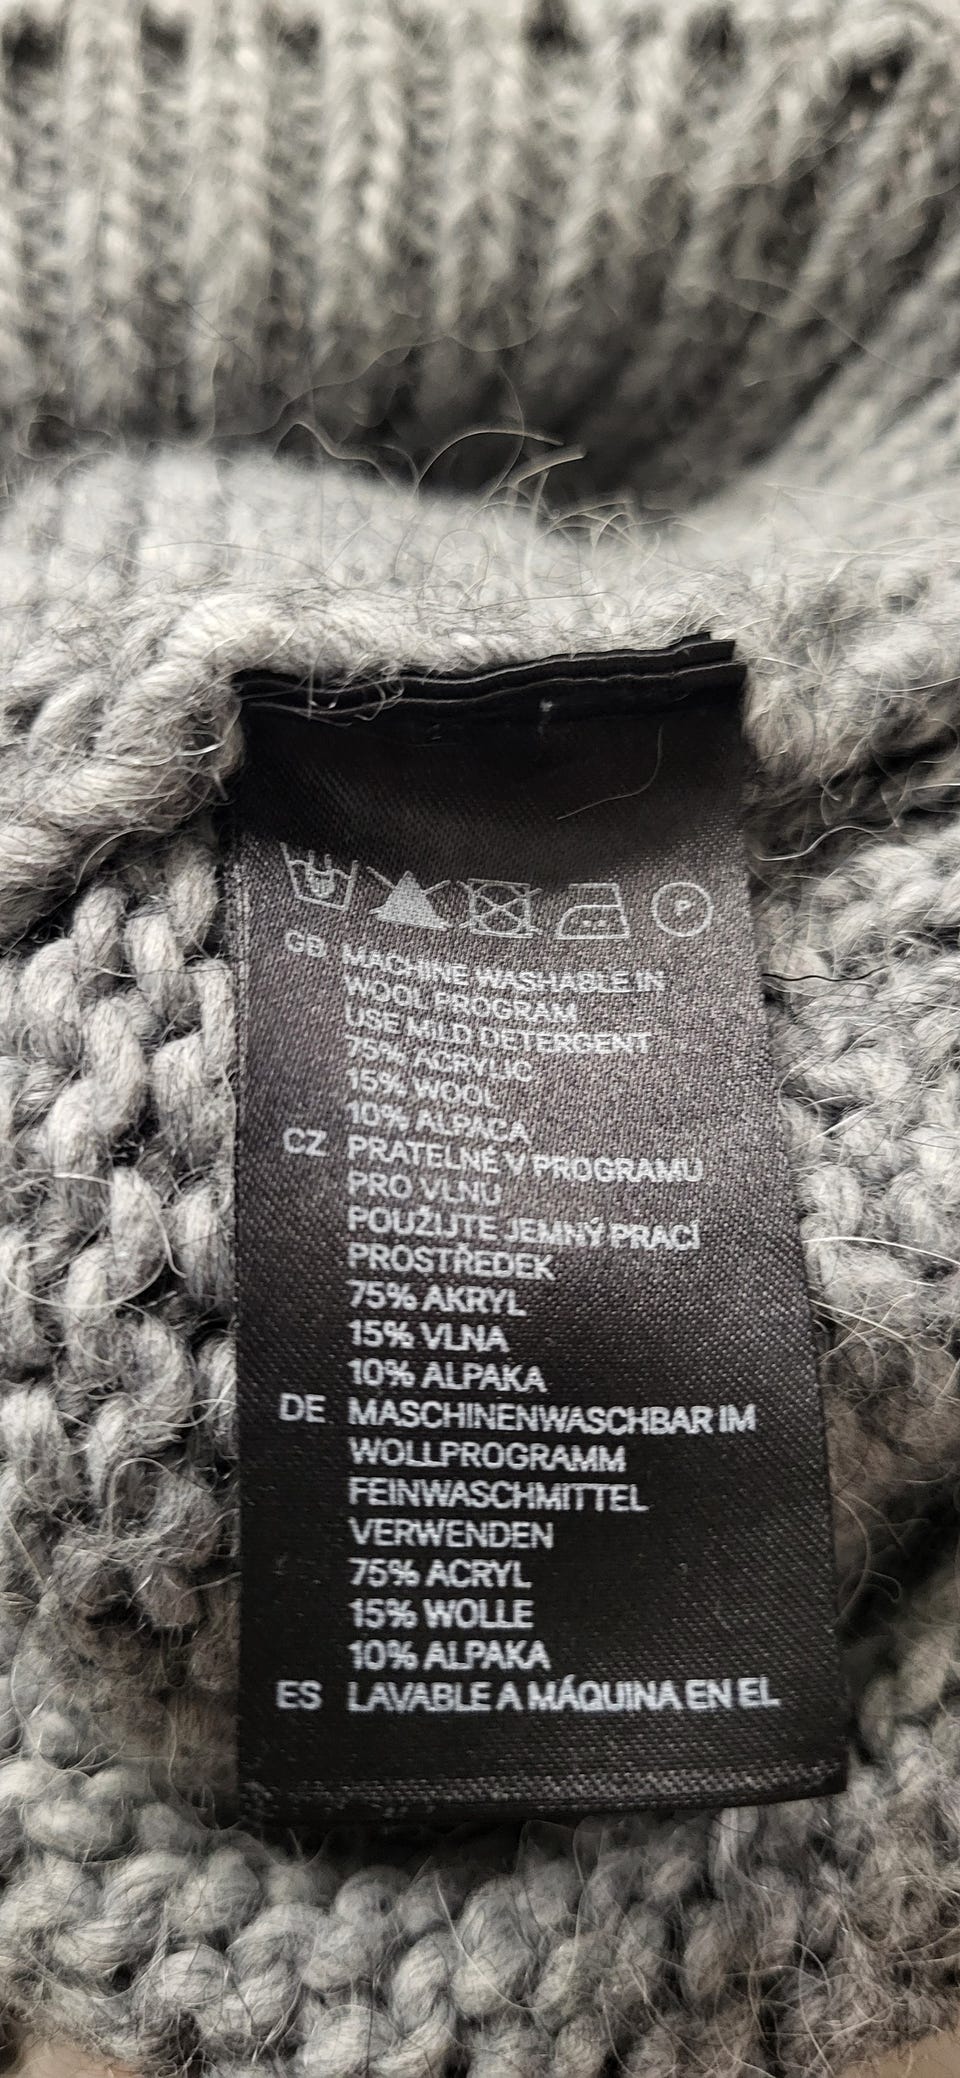 P
GB MACHINE WASHABLE IN
WOOL PROGRAM
USE MILD DETERGENT
75% ACRYLIC
15% WOOL
10% ALPACA
CZ PRATELNÉ V PROGRAMU
PRO VLNU
POUŽIJTE JEMNÝ PRACÍ
PROSTŘEDEK
75% AKRYL
15% VLNA
10% ALPAKA
DE MASCHINENWASCHBAR IM
WOLLPROGRAMM
FEINWASCHMITTEL
VERWENDEN
75% ACRYL
15% WOLLE
10% ALPAKA
ES LAVABLE A MÁQUINA EN EL